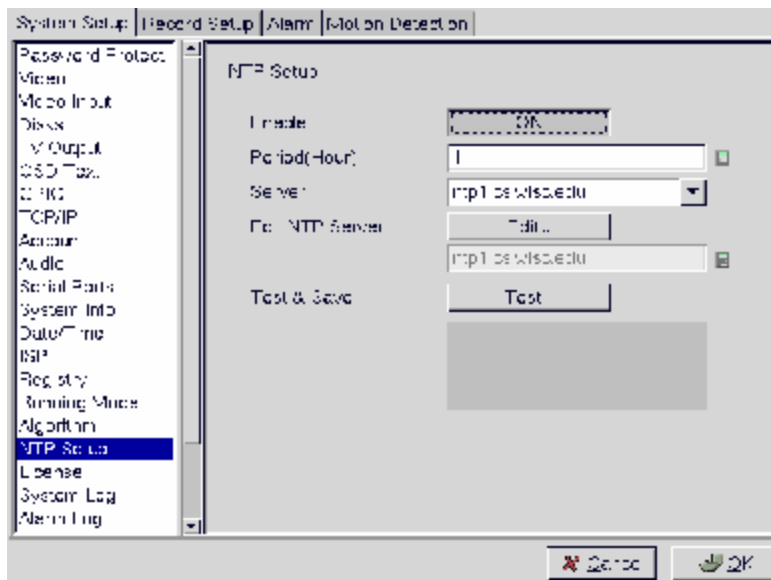 System Setup Record Setup Alarm Motion Detection
Password Protect
Video
Video Input
Disks
TV Output
OSD Text
GPIO
TCP/IP
Account
Audio
Serial Ports
System Info
Date/Time
ISP
Registry
Running Mode
Algorithm
NTP Setup
License
System Log
Alarm Log
NTP Setup
Enable ON
Period(Hour) 1
Server ntp1.cs.wisc.edu
Edit NTP Server Edit...
ntp1.cs.wisc.edu
Test & Save Test
Cancel OK